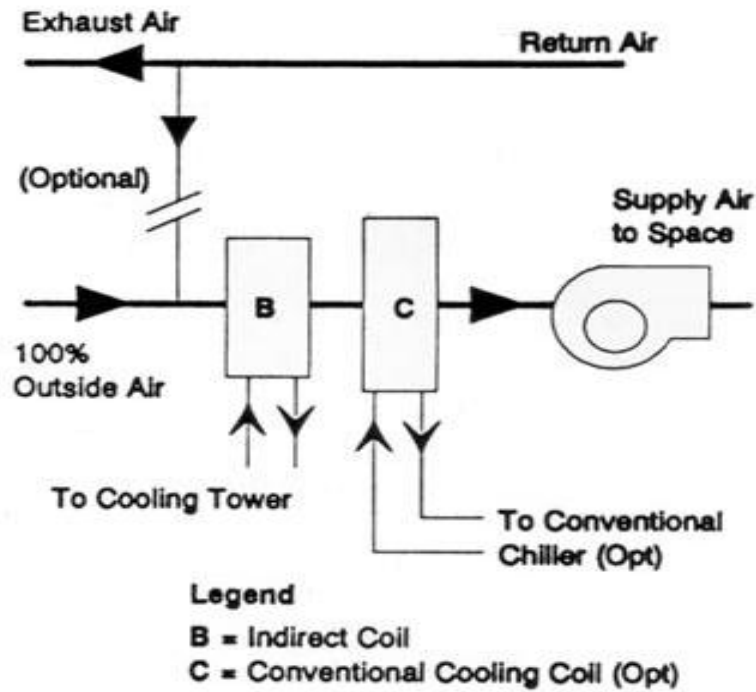 Exhaust Air
Return Air
(Optional)
Supply Air
to Space
B
C
100%
Outside Air
To Cooling Tower
To Conventional
Chiller (Opt)
Legend
B = Indirect Coil
C = Conventional Cooling Coil (Opt)